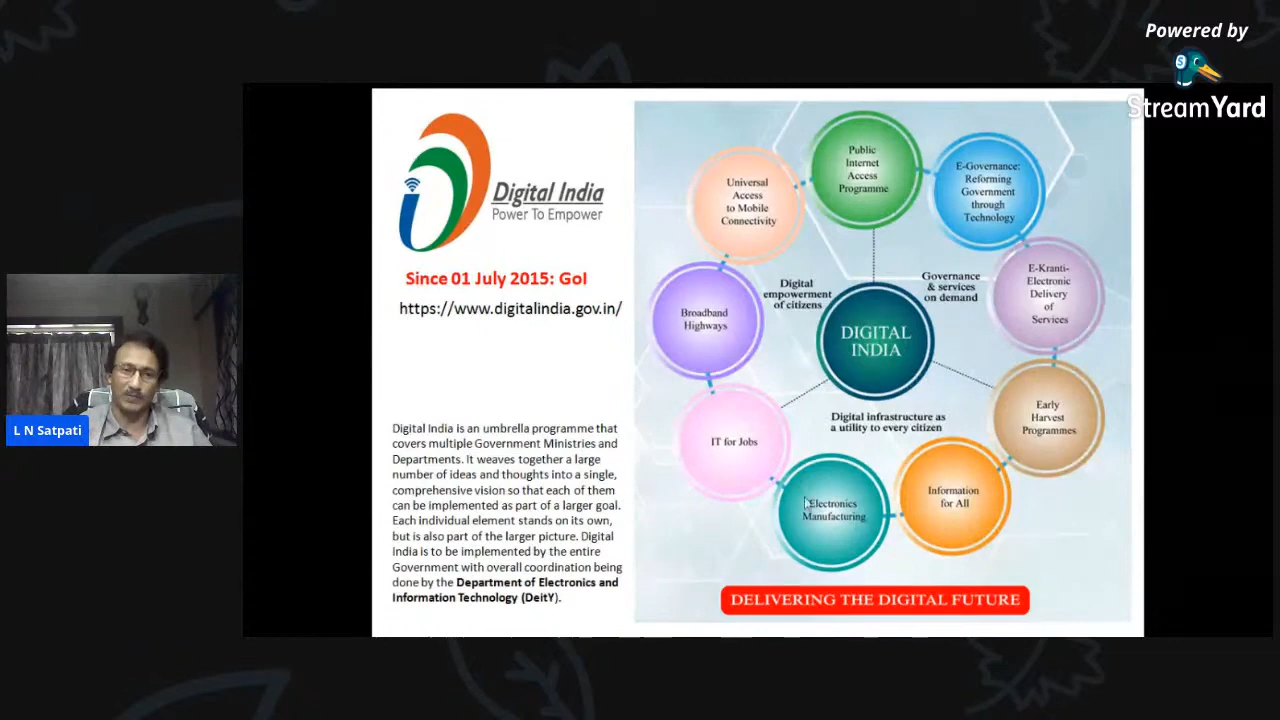 Powered by
StreamYard
L N Satpati
Digital India
Power To Empower
Since 01 July 2015: GoI
https://www.digitalindia.gov.in/
Digital India is an umbrella programme that
covers multiple Government Ministries and
Departments. It weaves together a large
number of ideas and thoughts into a single,
comprehensive vision so that each of them
can be implemented as part of a larger goal.
Each individual element stands on its own,
but is also part of the larger picture. Digital
India is to be implemented by the entire
Government with overall coordination being
done by the Department of Electronics and
Information Technology (DeitY).
Public
Internet
Access
Programme
E-Governance:
Reforming
Government
through
Technology
E-Kranti-
Electronic
Delivery
of
Services
Early
Harvest
Programmes
Information
for All
Electronics
Manufacturing
IT for Jobs
Broadband
Highways
Universal
Access
to Mobile
Connectivity
Digital
empowerment
of citizens
Governance
& services
on demand
DIGITAL
INDIA
Digital infrastructure as
a utility to every citizen
DELIVERING THE DIGITAL FUTURE